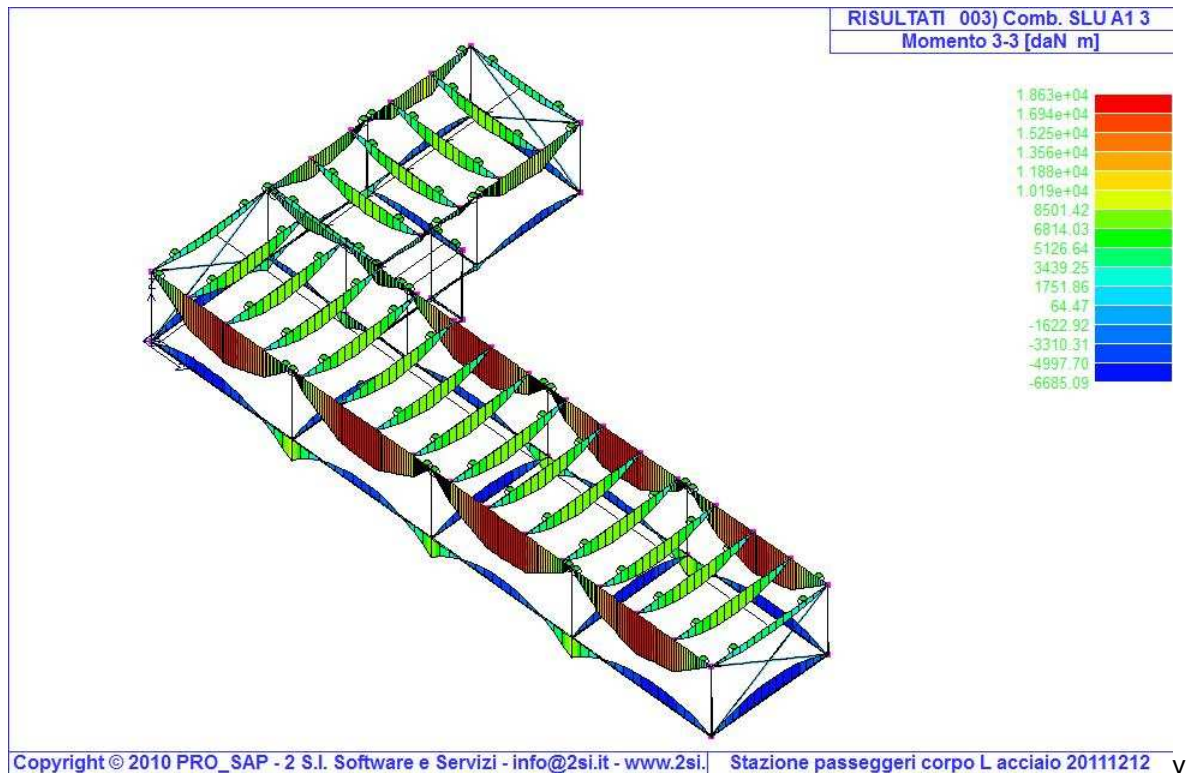 RISULTATI 003) Comb. SLU A1 3
Momento 3-3 [daN m]
1.863e+04
1.694e+04
1.525e+04
1.356e+04
1.188e+04
1.019e+04
8501.42
6814.03
5126.64
3439.25
1751.86
64.47
-1622.92
-3310.31
-4997.70
-6685.09
Copyright © 2010 PRO_SAP - 2 S.I. Software e Servizi - info@2si.it - www.2si. Stazione passeggeri corpo L acciaio 20111212 v